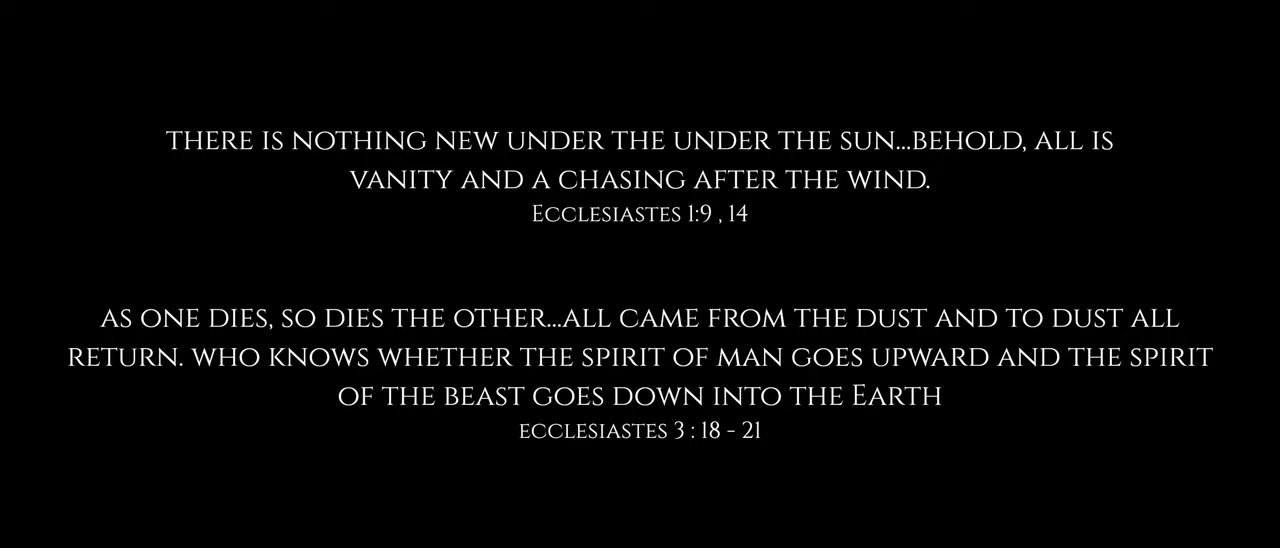 THERE IS NOTHING NEW UNDER THE UNDER THE SUN...BEHOLD, ALL IS
VANITY AND A CHASING AFTER THE WIND.
Ecclesiastes 1:9 , 14
AS ONE DIES, SO DIES THE OTHER...ALL CAME FROM THE DUST AND TO DUST ALL
RETURN. WHO KNOWS WHETHER THE SPIRIT OF MAN GOES UPWARD AND THE SPIRIT
OF THE BEAST GOES DOWN INTO THE EARTH
ECCLESIASTES 3 : 18 - 21